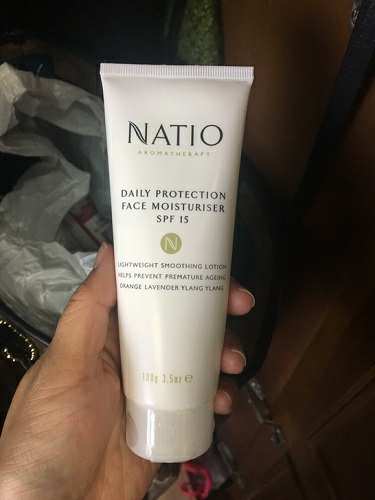 NATIO
AROMATHERAPY
DAILY PROTECTION
FACE MOISTURISER
SPF 15
N
LIGHTWEIGHT SMOOTHING LOTION
HELPS PREVENT PREMATURE AGEING
ORANGE LAVENDER YLANG YLANG
100g 3.5wt ℮